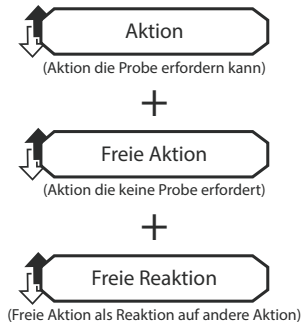 Aktion
(Aktion die Probe erfordern kann)
+
Freie Aktion
(Aktion die keine Probe erfordert)
+
Freie Reaktion
(Freie Aktion als Reaktion auf andere Aktion)